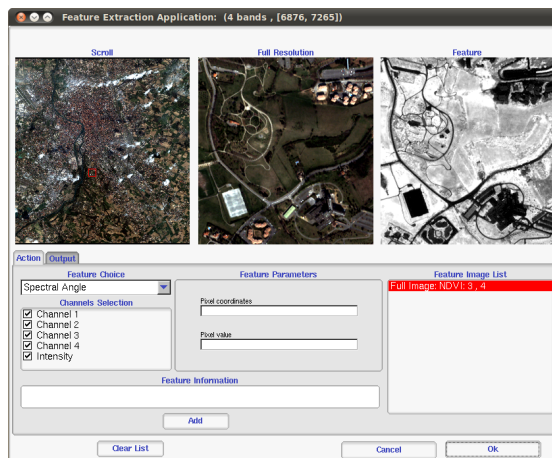 Feature Extraction Application: (4 bands , [6876, 7265])
Scroll
Full Resolution
Feature
Action
Output
Feature Choice
Spectral Angle
Channels Selection
Channel 1
Channel 2
Channel 3
Channel 4
Intensity
Feature Parameters
Pixel coordinates
Pixel value
Feature Image List
Full Image: NDVI: 3 , 4
Feature Information
Add
Clear List
Cancel
Ok